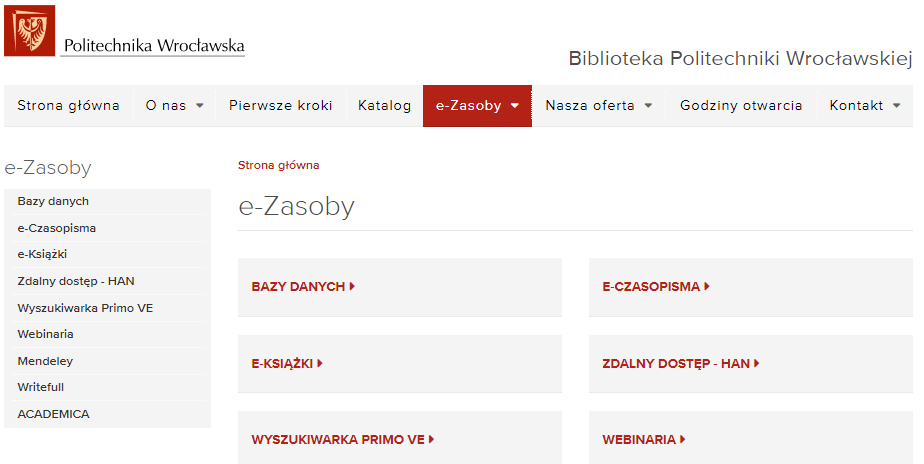 Politechnika Wrocławska
Biblioteka Politechniki Wrocławskiej
Strona główna O nas Pierwsze kroki Katalog e-Zasoby Nasza oferta Godziny otwarcia Kontakt
e-Zasoby
Bazy danych
e-Czasopisma
e-Książki
Zdalny dostęp - HAN
Wyszukiwarka Primo VE
Webinaria
Mendeley
Writefull
ACADEMICA
Strona główna
e-Zasoby
BAZY DANYCH
E-CZASOPISMA
E-KSIĄŻKI
ZDALNY DOSTĘP - HAN
WYSZUKIWARKA PRIMO VE
WEBINARIA